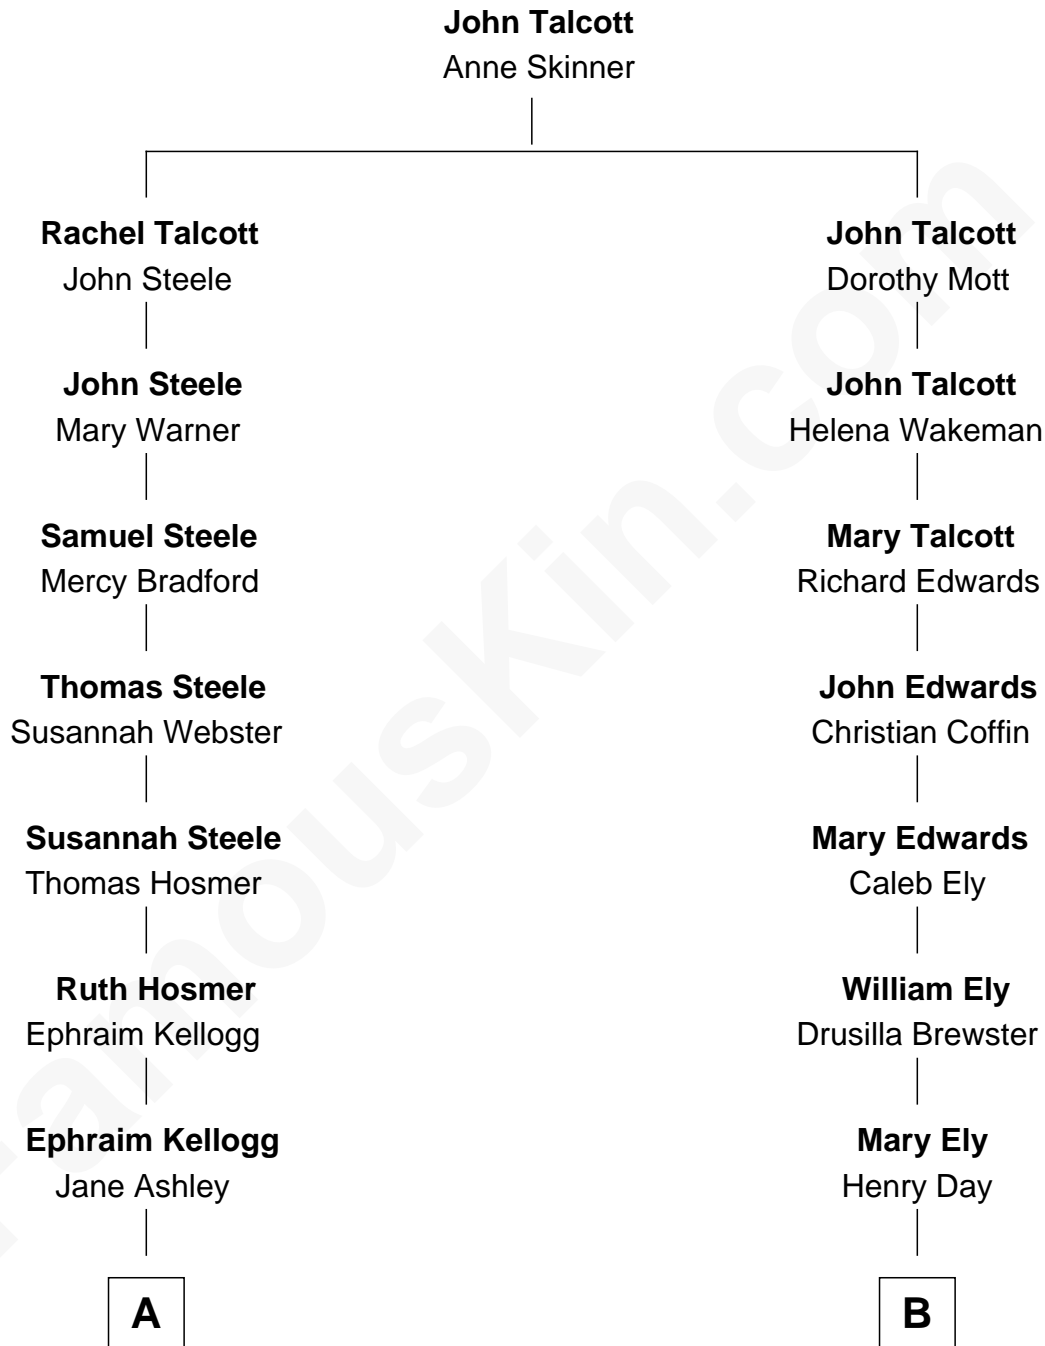 John Talcott
Anne Skinner
Rachel Talcott
John Steele
John Talcott
Dorothy Mott
John Steele
Mary Warner
John Talcott
Helena Wakeman
Samuel Steele
Mercy Bradford
Mary Talcott
Richard Edwards
Thomas Steele
Susannah Webster
John Edwards
Christian Coffin
Susannah Steele
Thomas Hosmer
Mary Edwards
Caleb Ely
Ruth Hosmer
Ephraim Kellogg
William Ely
Drusilla Brewster
Ephraim Kellogg
Jane Ashley
Mary Ely
Henry Day
A
B
FamousKin.com